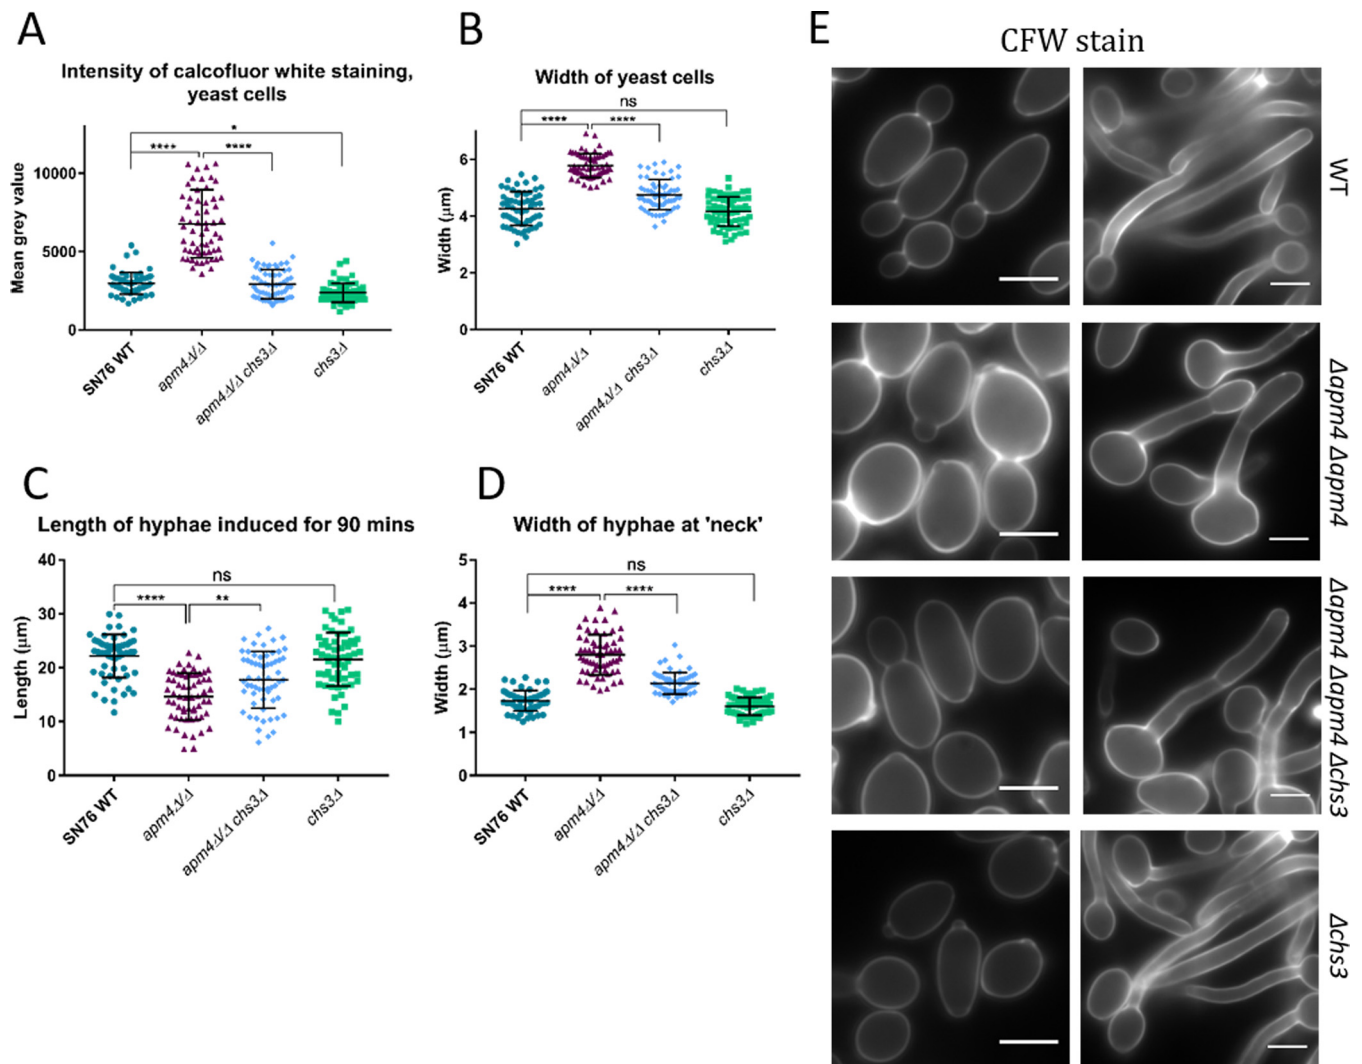 A
Intensity of calcofluor white staining,
yeast cells
Mean grey value
10000
5000
0
*
****
****
SN76 WT
apm4Δ/Δ
apm4Δ/Δ chs3Δ
chs3Δ
B
Width of yeast cells
Width (μm)
6
4
2
0
ns
****
****
SN76 WT
apm4Δ/Δ
apm4Δ/Δ chs3Δ
chs3Δ
C
Length of hyphae induced for 90 mins
Length (μm)
40
30
20
10
0
ns
****
**
SN76 WT
apm4Δ/Δ
apm4Δ/Δ chs3Δ
chs3Δ
D
Width of hyphae at 'neck'
Width (μm)
5
4
3
2
1
0
ns
****
****
SN76 WT
apm4Δ/Δ
apm4Δ/Δ chs3Δ
chs3Δ
E
CFW stain
WT
Δapm4 Δapm4
Δapm4 Δapm4 Δchs3
Δchs3